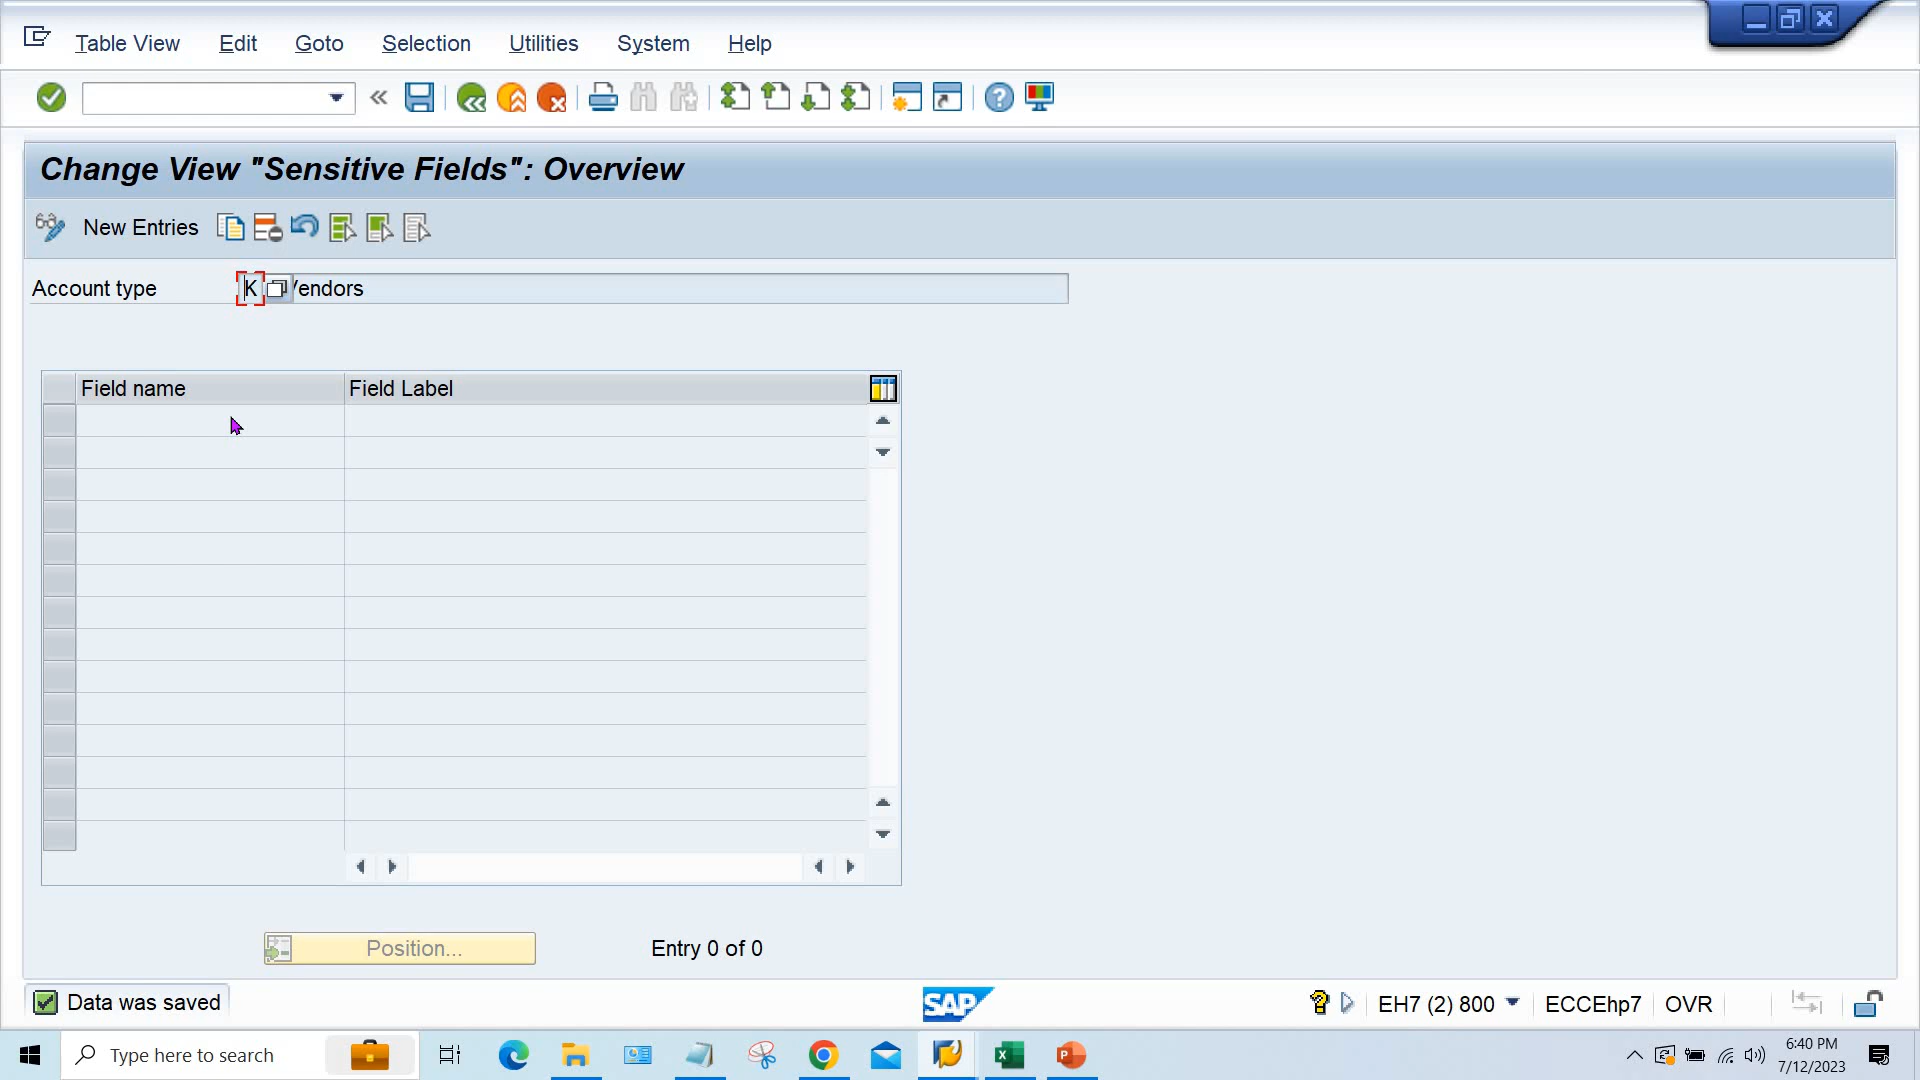 Table View Edit Goto Selection Utilities System Help
Change View "Sensitive Fields": Overview
New Entries
Account type K Vendors
Field name Field Label
Position... Entry 0 of 0
Data was saved SAP EH7 (2) 800 ECCEhp7 OVR
Type here to search 6:40 PM
7/12/2023